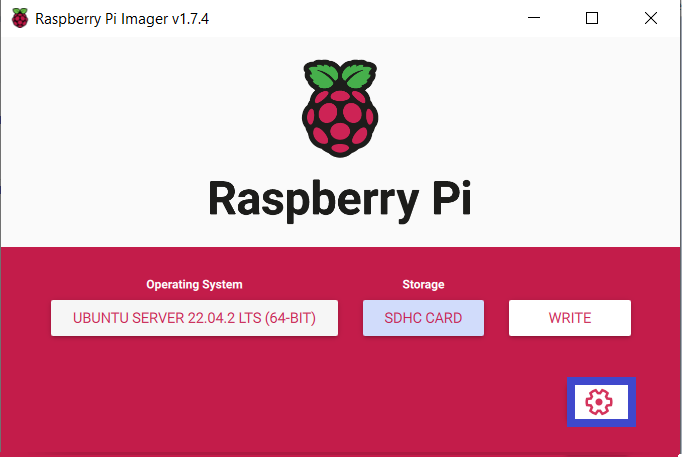 Raspberry Pi Imager v1.7.4
Raspberry Pi
Operating System
Storage
UBUNTU SERVER 22.04.2 LTS (64-BIT)
SDHC CARD
WRITE